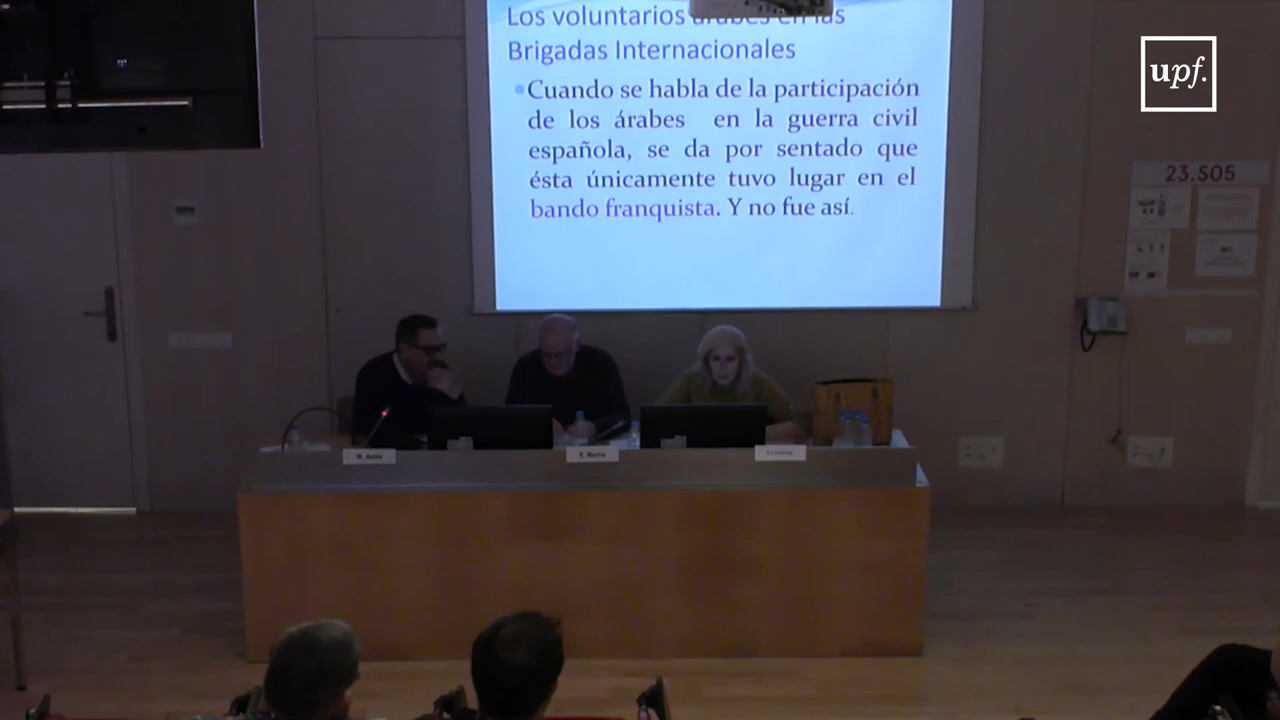 Los voluntarios árabes en las
Brigadas Internacionales
Cuando se habla de la participación
de los árabes en la guerra civil
española, se da por sentado que
ésta únicamente tuvo lugar en el
bando franquista. Y no fue así.
upf.
23.S05